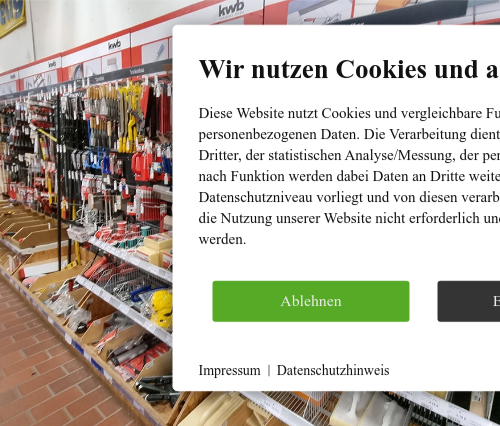 kwb
kwb
Wir nutzen Cookies und a
Diese Website nutzt Cookies und vergleichbare Fu
personenbezogenen Daten. Die Verarbeitung dient
Dritter, der statistischen Analyse/Messung, der per
nach Funktion werden dabei Daten an Dritte weite
Datenschutzniveau vorliegt und von diesen verarb
die Nutzung unserer Website nicht erforderlich und
werden.
Ablehnen E
Impressum | Datenschutzhinweis